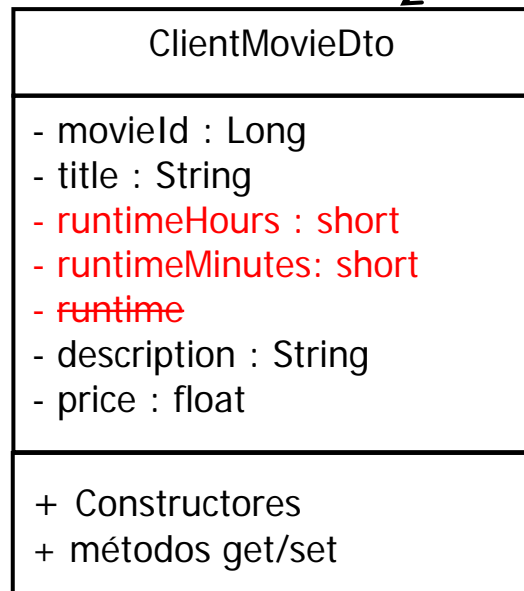 ClientMovieDto
- movieId : Long
- title : String
- runtimeHours : short
- runtimeMinutes: short
- runtime
- description : String
- price : float
+ Constructores
+ métodos get/set